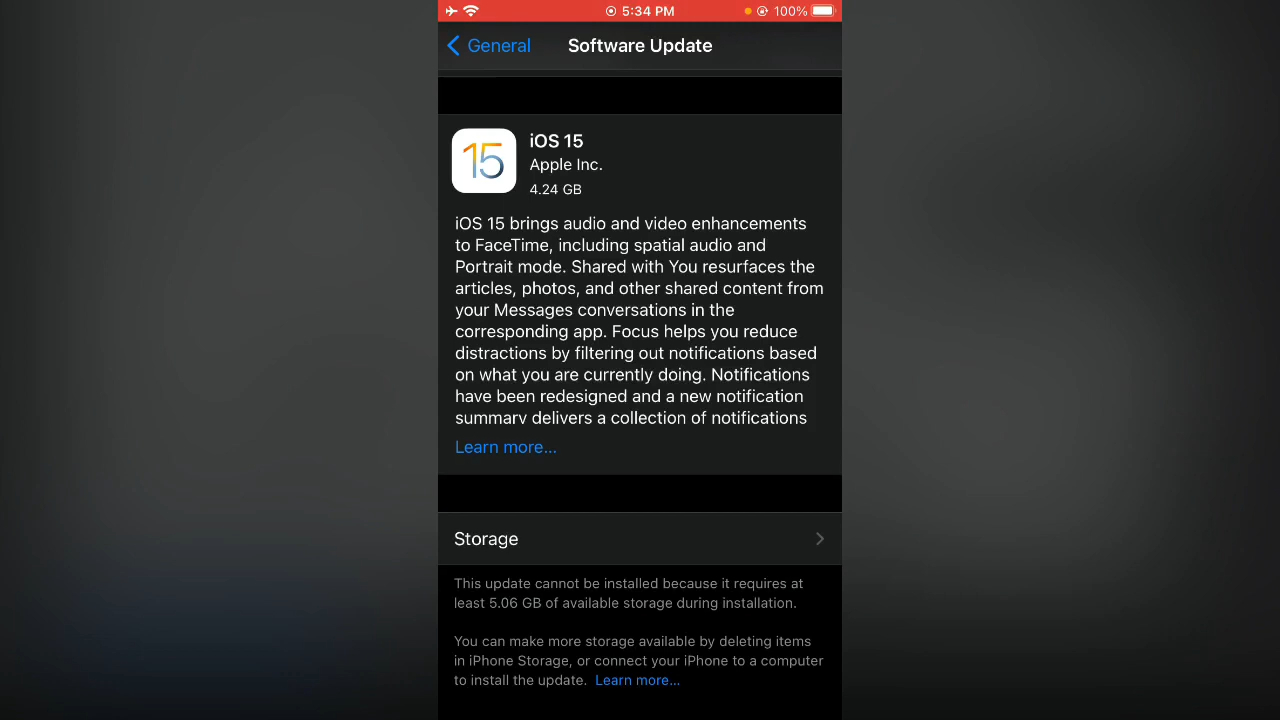 5:34 PM 100%
General Software Update
15
iOS 15
Apple Inc.
4.24 GB
iOS 15 brings audio and video enhancements
to FaceTime, including spatial audio and
Portrait mode. Shared with You resurfaces the
articles, photos, and other shared content from
your Messages conversations in the
corresponding app. Focus helps you reduce
distractions by filtering out notifications based
on what you are currently doing. Notifications
have been redesigned and a new notification
summary delivers a collection of notifications
Learn more...
Storage
This update cannot be installed because it requires at
least 5.06 GB of available storage during installation.
You can make more storage available by deleting items
in iPhone Storage, or connect your iPhone to a computer
to install the update. Learn more...